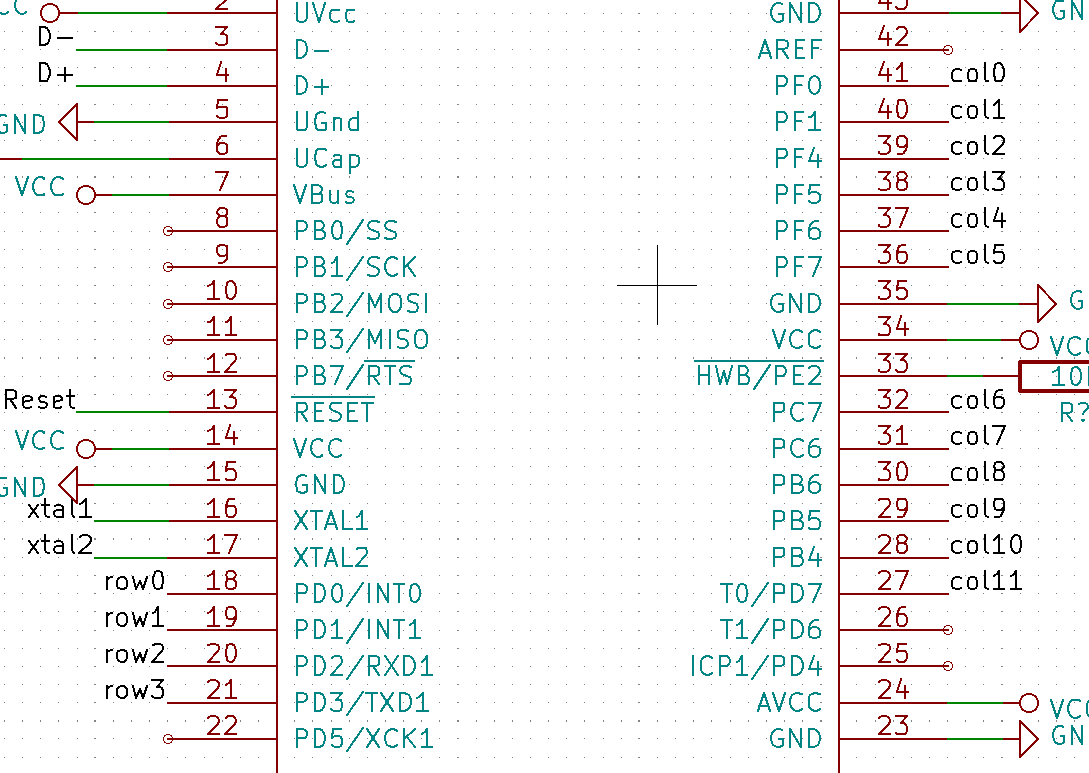 CC 2 UVcc GND 43 GN
D- 3 D- AREF 42
D+ 4 D+ PF0 41 col0
GND 5 UGnd PF1 40 col1
6 UCap PF4 39 col2
VCC 7 VBus PF5 38 col3
8 PB0/SS PF6 37 col4
9 PB1/SCK PF7 36 col5
10 PB2/MOSI GND 35 G
11 PB3/MISO VCC 34 VCC
12 PB7/RTS HWB/PE2 33 10
Reset 13 RESET PC7 32 col6 R?
VCC 14 VCC PC6 31 col7
GND 15 GND PB6 30 col8
xtal1 16 XTAL1 PB5 29 col9
xtal2 17 XTAL2 PB4 28 col10
row0 18 PD0/INT0 T0/PD7 27 col11
row1 19 PD1/INT1 T1/PD6 26
row2 20 PD2/RXD1 ICP1/PD4 25
row3 21 PD3/TXD1 AVCC 24 VCC
22 PD5/XCK1 GND 23 GN